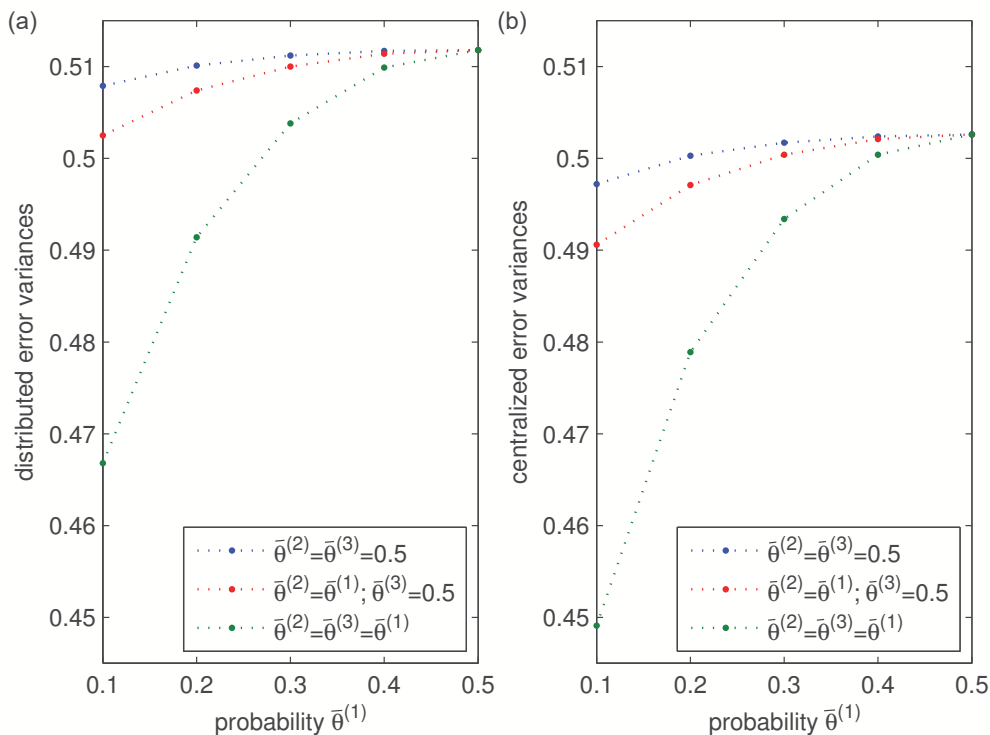 (a)
distributed error variances
0.51
0.5
0.49
0.48
0.47
0.46
0.45
0.1 0.2 0.3 0.4 0.5
probability θ̄⁽¹⁾
θ̄⁽²⁾=θ̄⁽³⁾=0.5
θ̄⁽²⁾=θ̄⁽¹⁾; θ̄⁽³⁾=0.5
θ̄⁽²⁾=θ̄⁽³⁾=θ̄⁽¹⁾
(b)
centralized error variances
0.51
0.5
0.49
0.48
0.47
0.46
0.45
0.1 0.2 0.3 0.4 0.5
probability θ̄⁽¹⁾
θ̄⁽²⁾=θ̄⁽³⁾=0.5
θ̄⁽²⁾=θ̄⁽¹⁾; θ̄⁽³⁾=0.5
θ̄⁽²⁾=θ̄⁽³⁾=θ̄⁽¹⁾